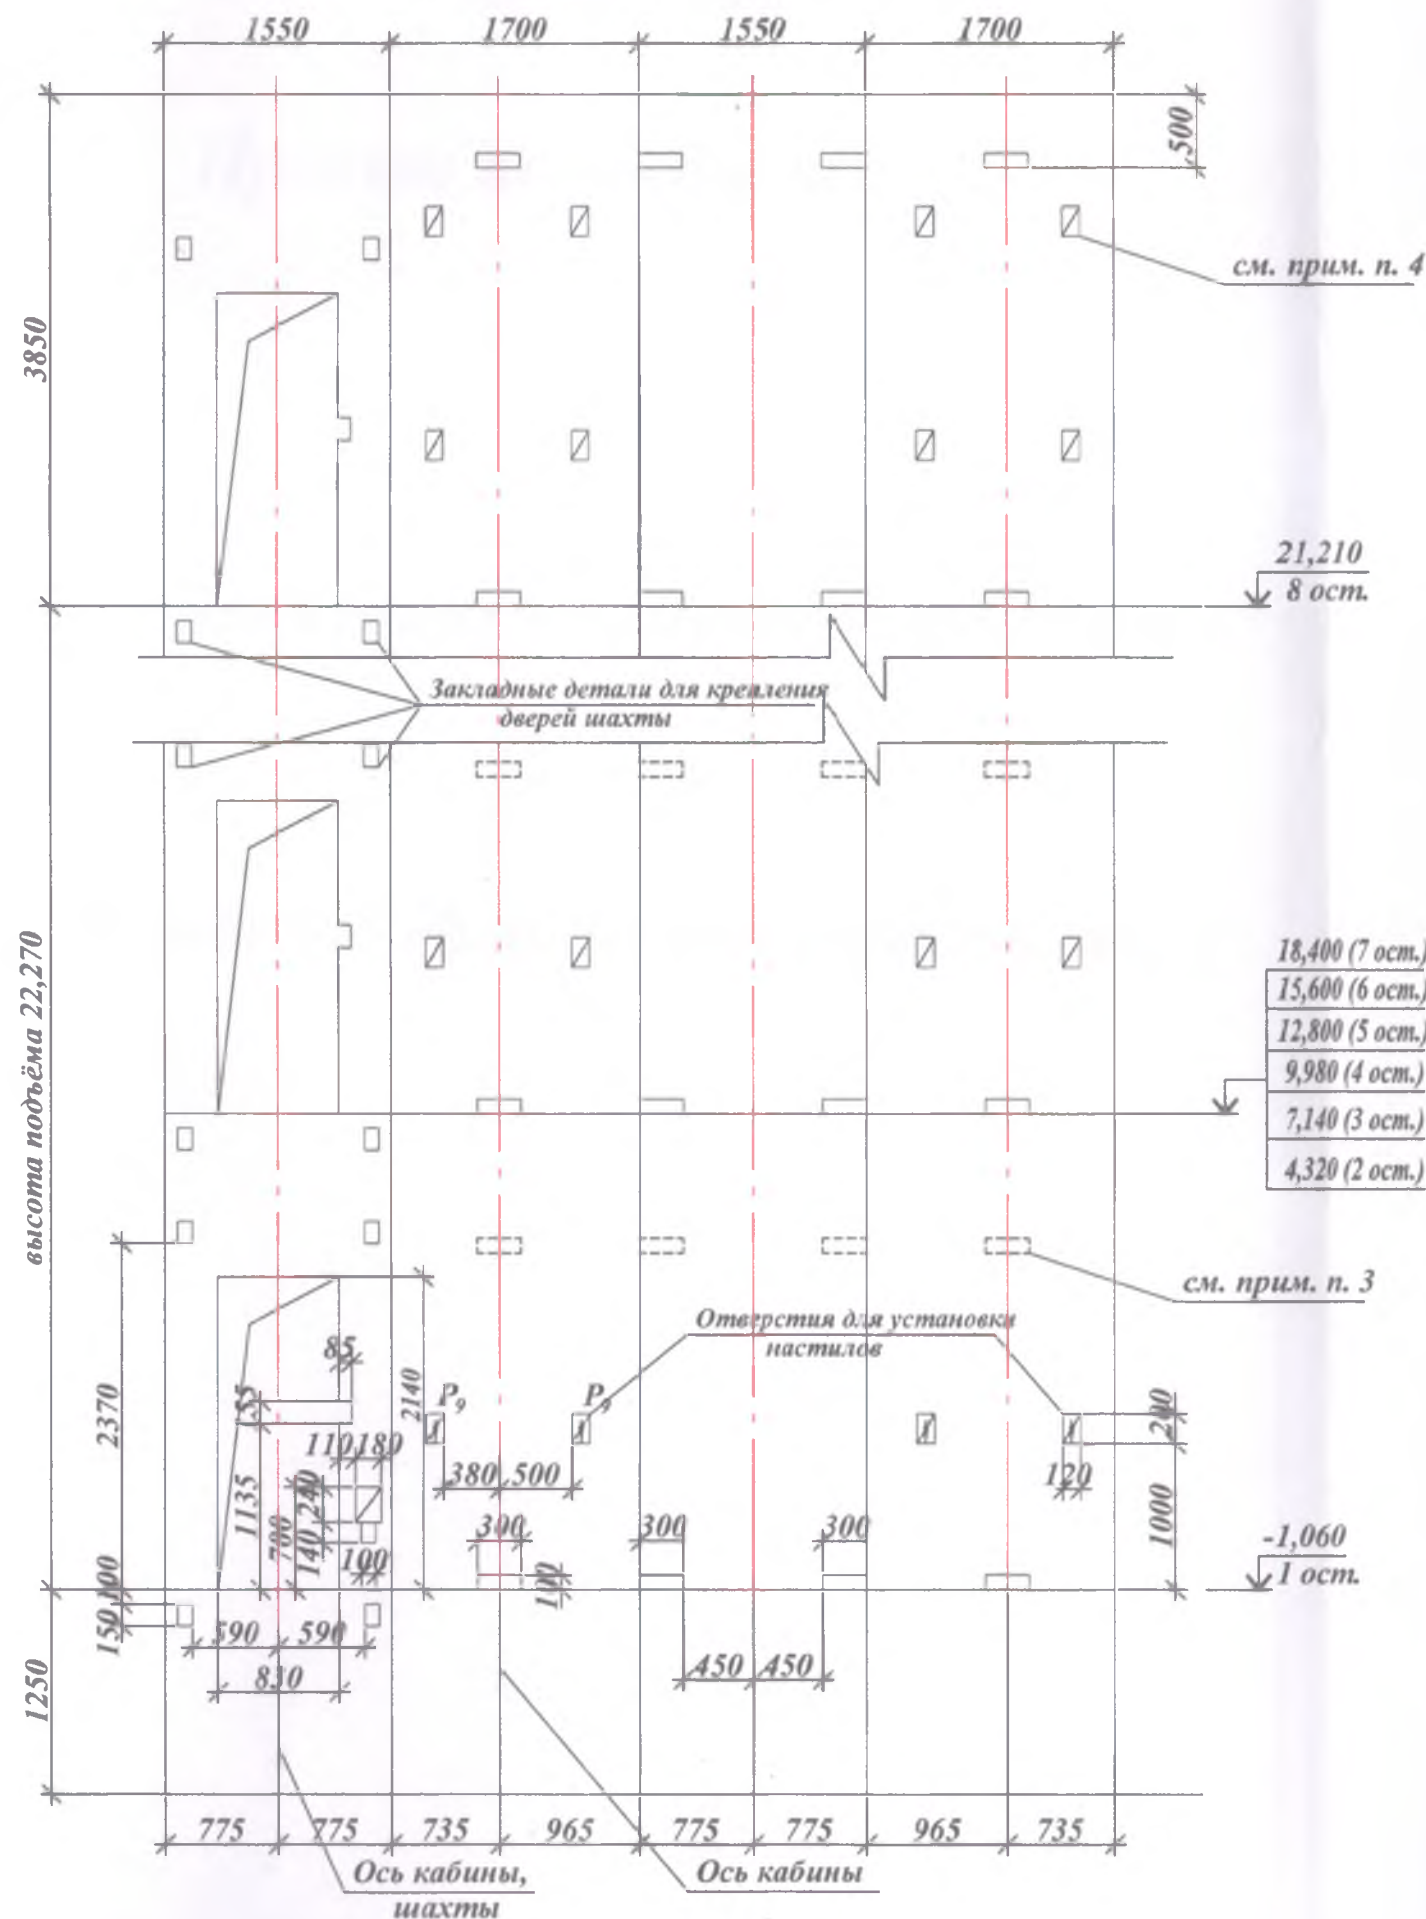 1550 1700 1550 1700
500
см. прим. п. 4
3850
21,210
8 ост.
Закладные детали для крепления
дверей шахты
высота подъёма 22,270
18,400 (7 ост.)
15,600 (6 ост.)
12,800 (5 ост.)
9,980 (4 ост.)
7,140 (3 ост.)
4,320 (2 ост.)
см. прим. п. 3
Отверстия для установки
настилов
85
2140
P9 P9
2370
110 180
200
380 500
120
1135
240
700
140
1000
300 300 300
100
100
-1,060
1 ост.
100
150
590 590
450 450
830
1250
775 775 735 965 775 775 965 735
Ось кабины,
шахты
Ось кабины